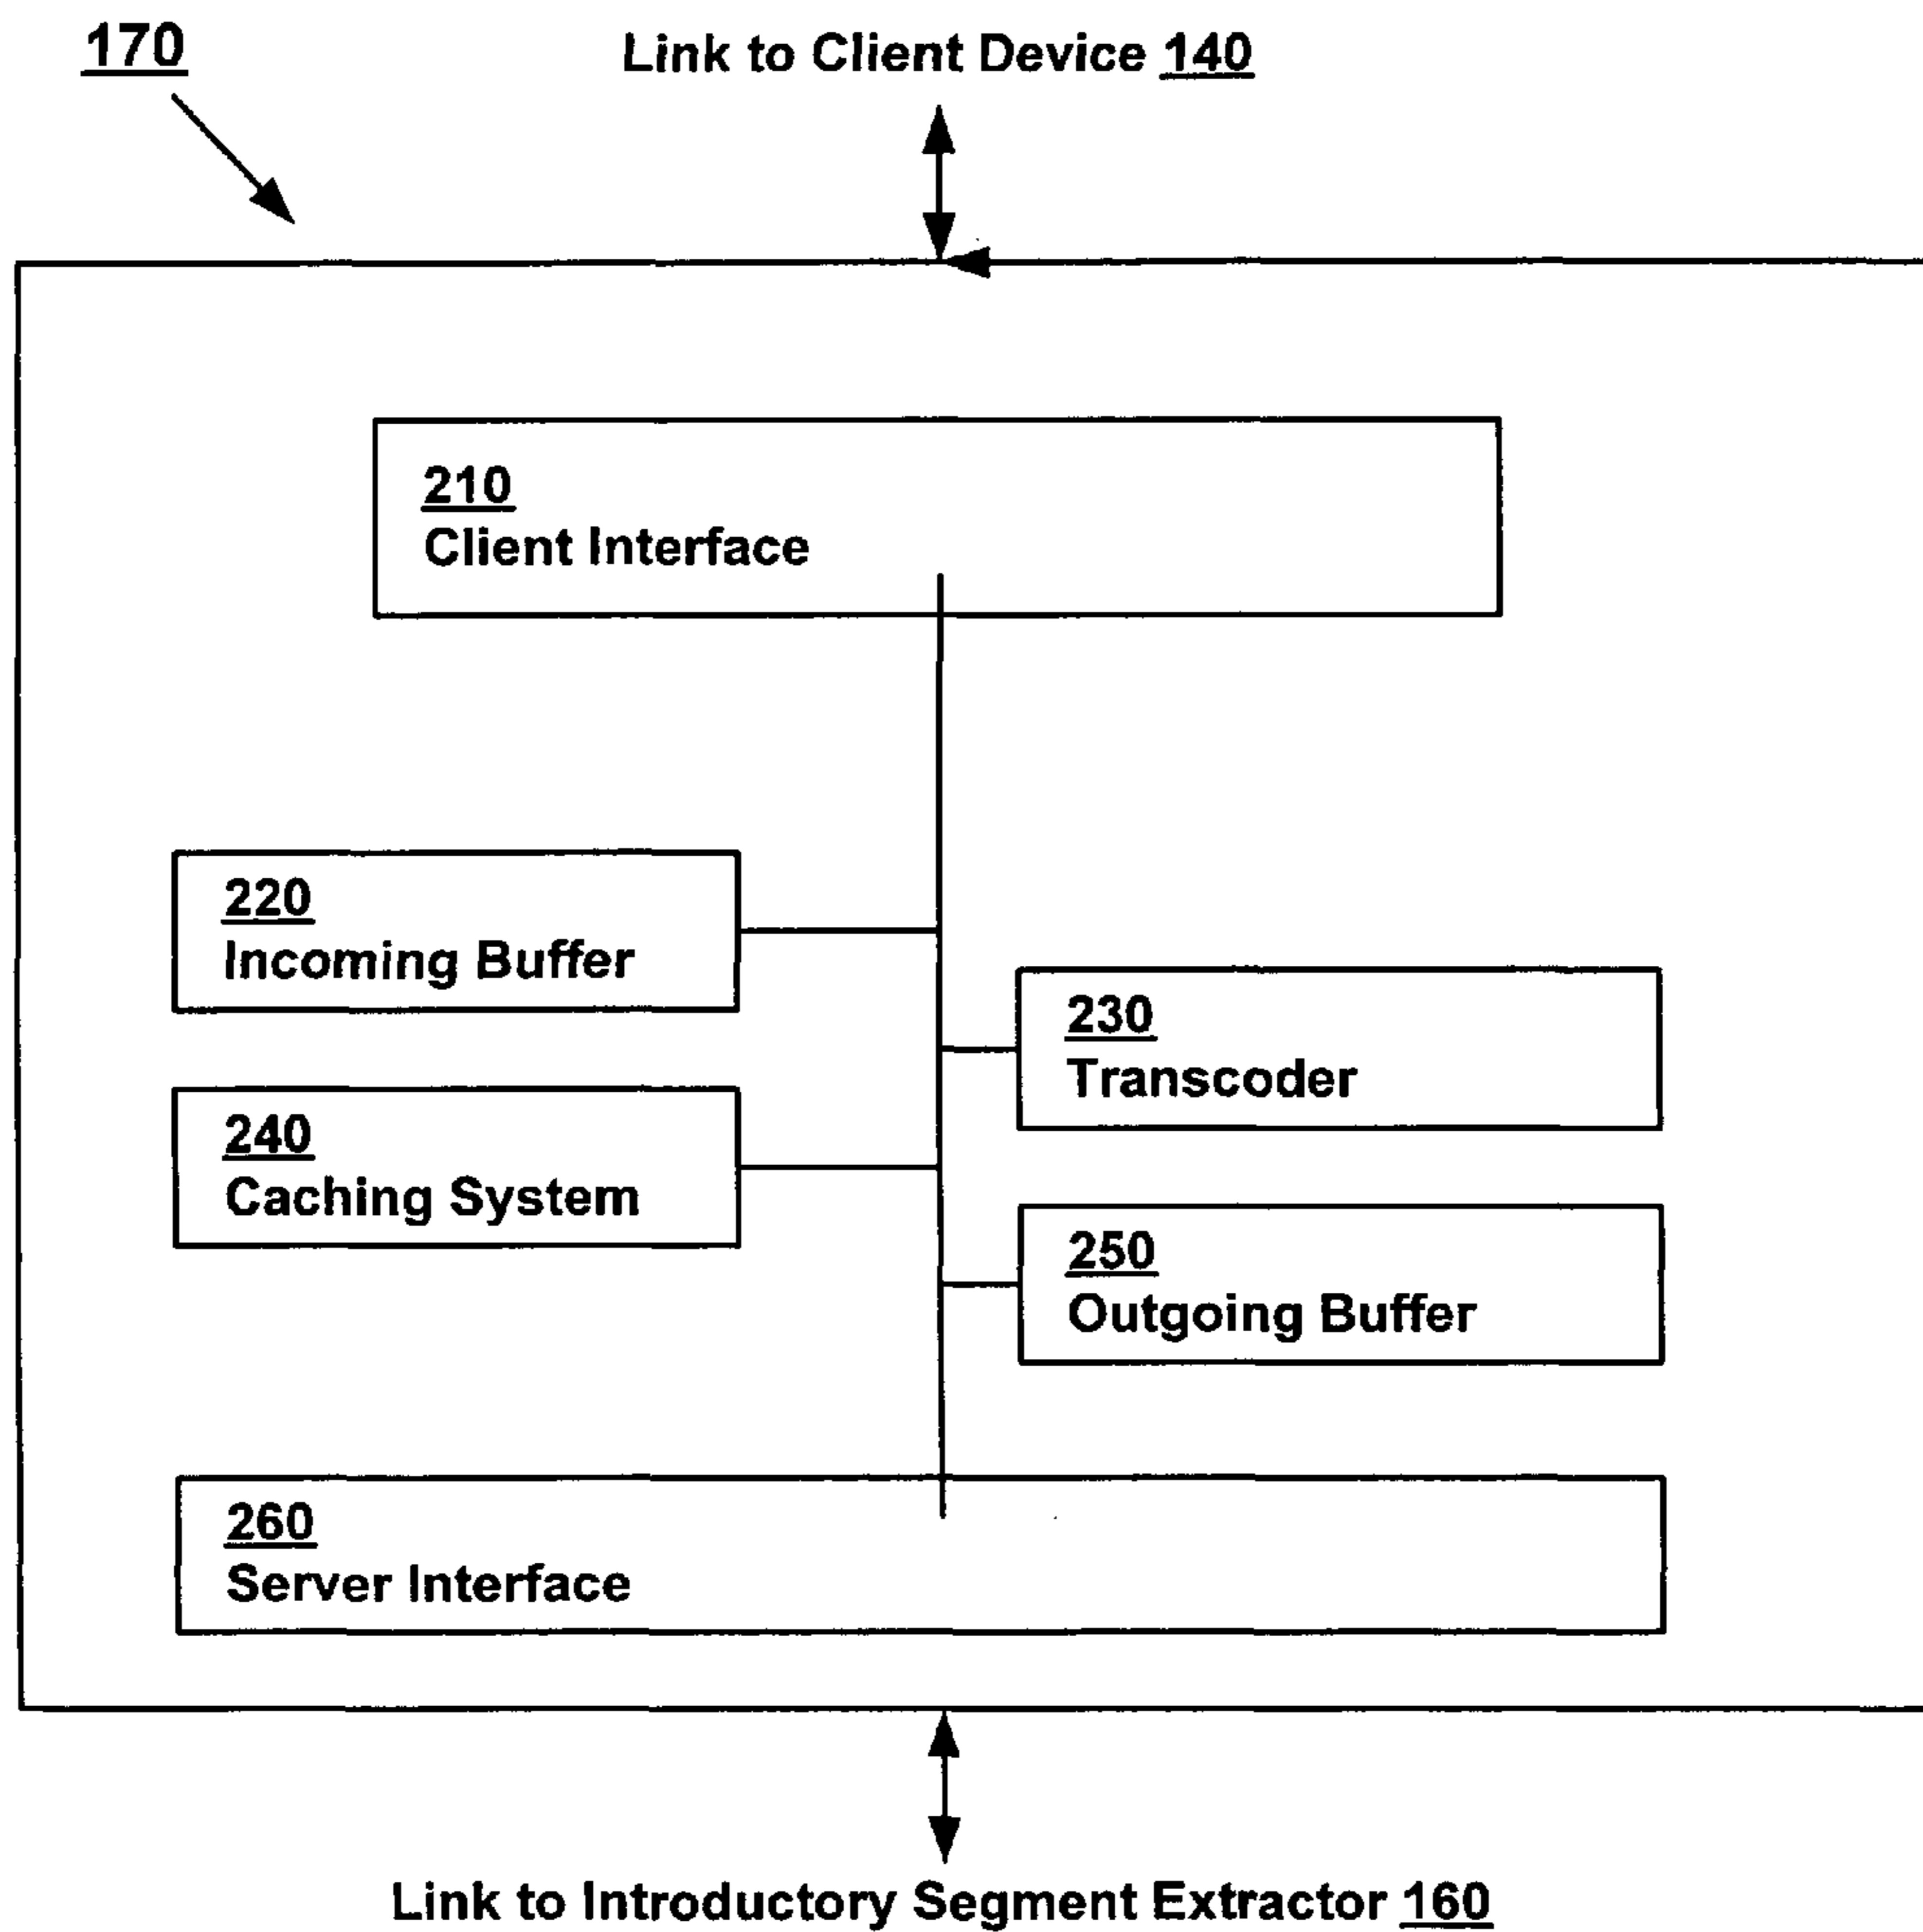 170
Link to Client Device 140
210
Client Interface
220
Incoming Buffer
230
Transcoder
240
Caching System
250
Outgoing Buffer
260
Server Interface
Link to Introductory Segment Extractor 160